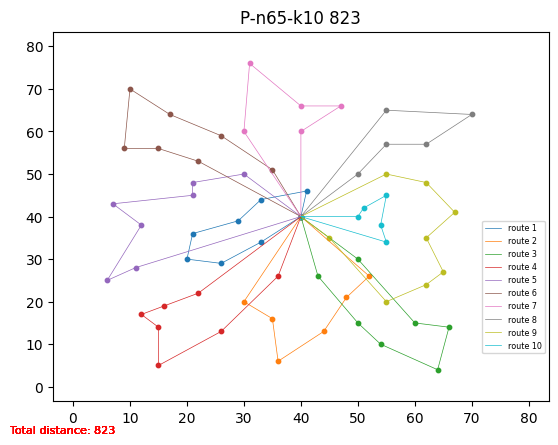 P-n65-k10 823
80
70
60
50
40
30
20
10
0
route 1
route 2
route 3
route 4
route 5
route 6
route 7
route 8
route 9
route 10
0 10 20 30 40 50 60 70 80
Total distance: 823